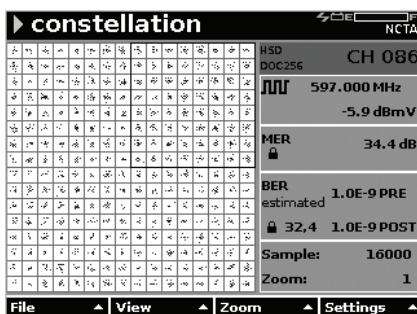 constellation
E F
NCTA
HSD
DOC256
CH 086
597.000 MHz
-5.9 dBmV
MER
34.4 dB
BER
estimated
1.0E-9 PRE
32,4 1.0E-9 POST
Sample: 16000
Zoom: 1
File View Zoom Settings